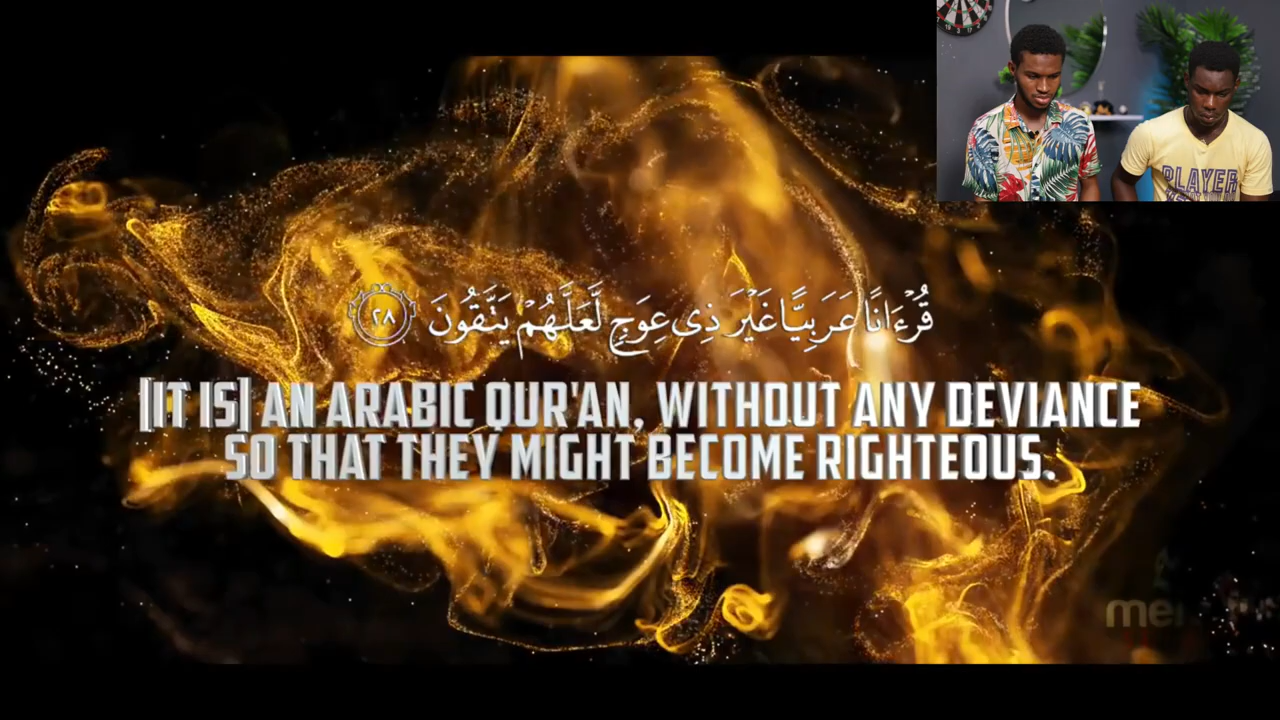 قُرْءَانًا عَرَبِيًّا غَيْرَ ذِى عِوَجٍ لَّعَلَّهُمْ يَتَّقُونَ ٢٨
[IT IS] AN ARABIC QUR'AN, WITHOUT ANY DEVIANCE
SO THAT THEY MIGHT BECOME RIGHTEOUS.
PLAYER